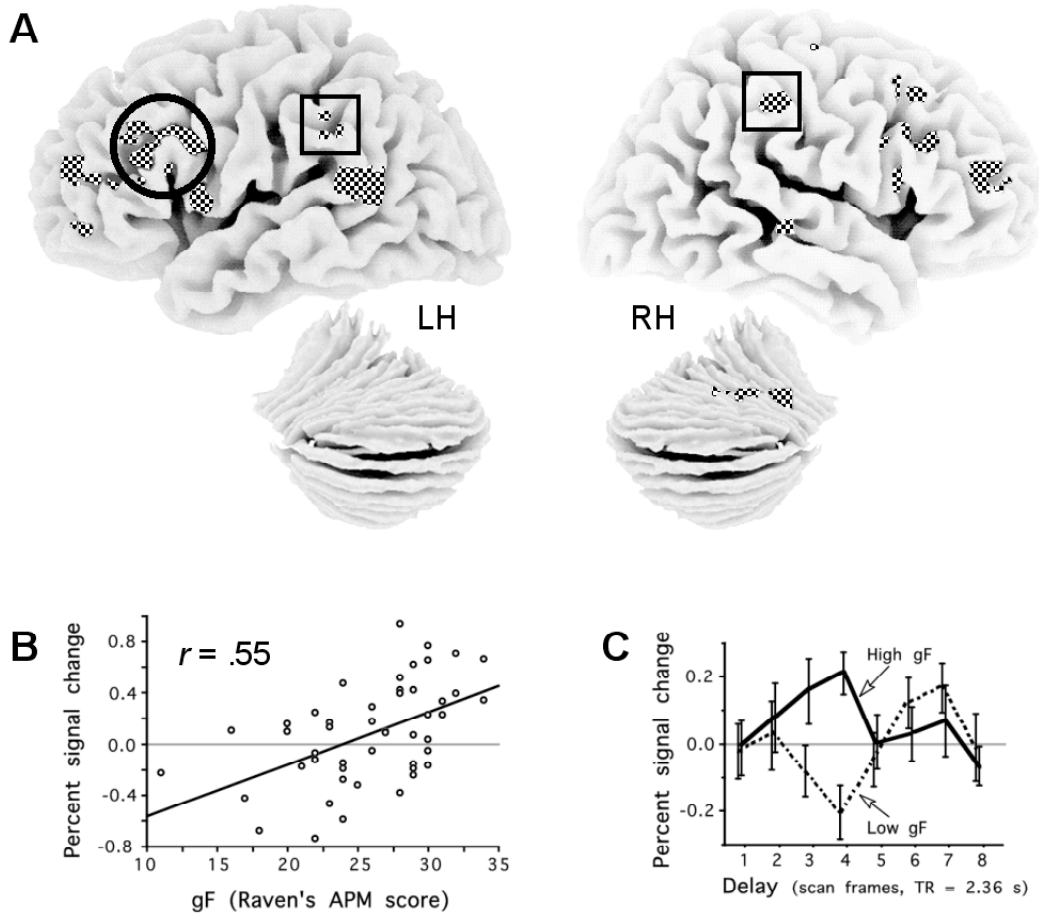 A
LH
RH
B
r = .55
Percent signal change
0.8
0.4
0.0
-0.4
-0.8
10
15
20
25
30
35
gF (Raven's APM score)
C
High gF
Percent signal change
0.2
0.0
-0.2
Low gF
1 2 3 4 5 6 7 8
Delay (scan frames, TR = 2.36 s)